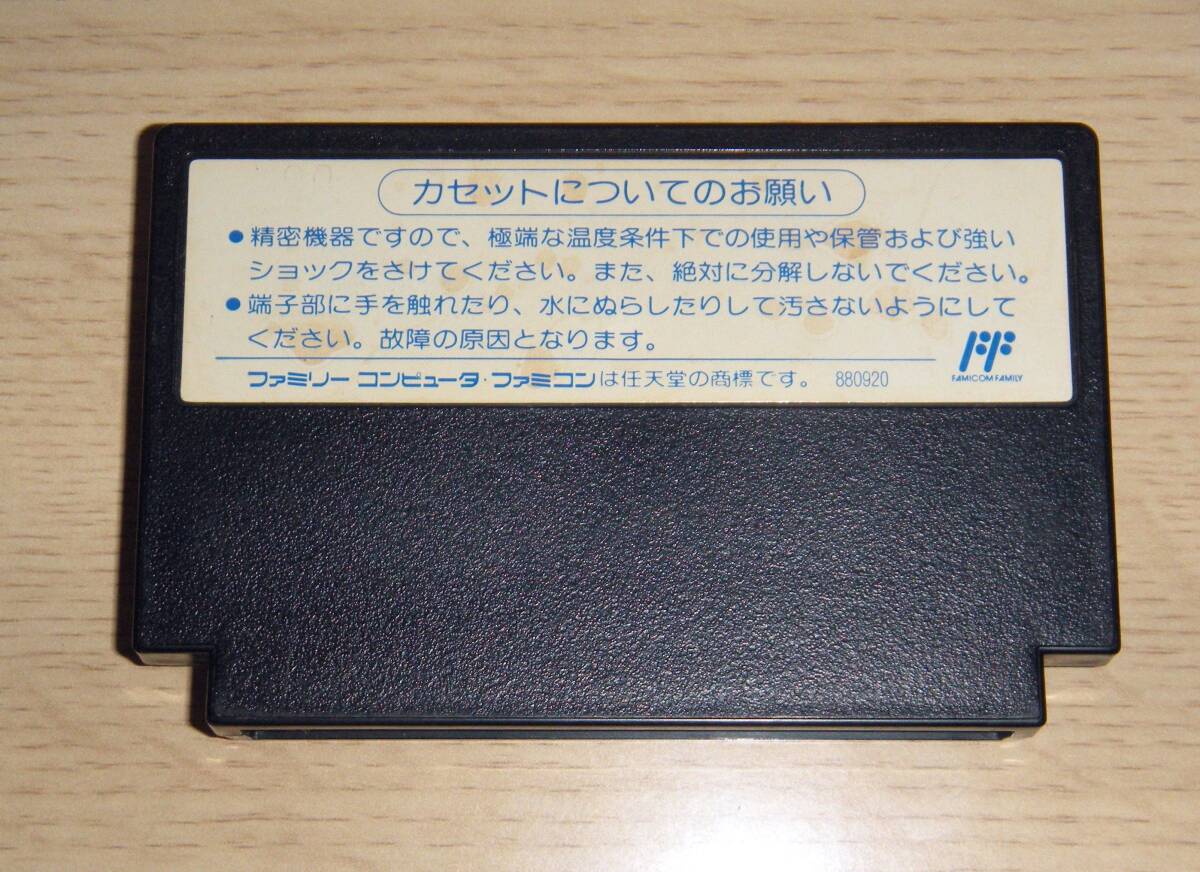 カセットについてのお願い
●精密機器ですので、極端な温度条件下での使用や保管および強い
ショックをさけてください。また、絶対に分解しないでください。
●端子部に手を触れたり、水にぬらしたりして汚さないようにして
ください。故障の原因となります。
ファミリー コンピュータ・ファミコンは任天堂の商標です。 880920
FAMICOM FAMILY